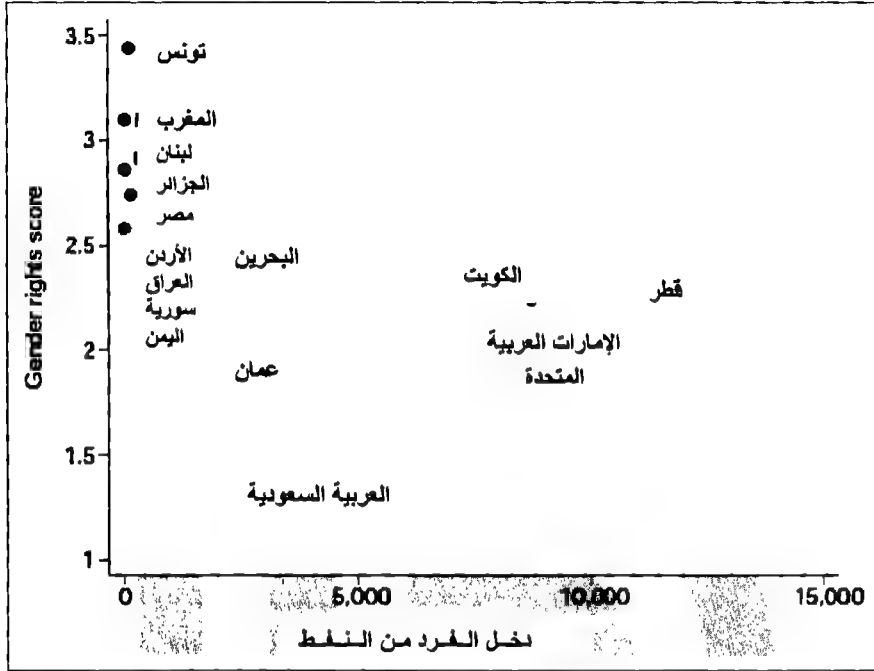 3.5
تونس
المغرب
3
لبنان
الجزائر
مصر
2.5
الأردن
البحرين
العراق
الكويت
قطر
سورية
اليمن
الإمارات العربية
المتحدة
2
عمان
1.5
العربية السعودية
1
Gender rights score
0
5,000
10,000
15,000
دخل الفرد من النفط